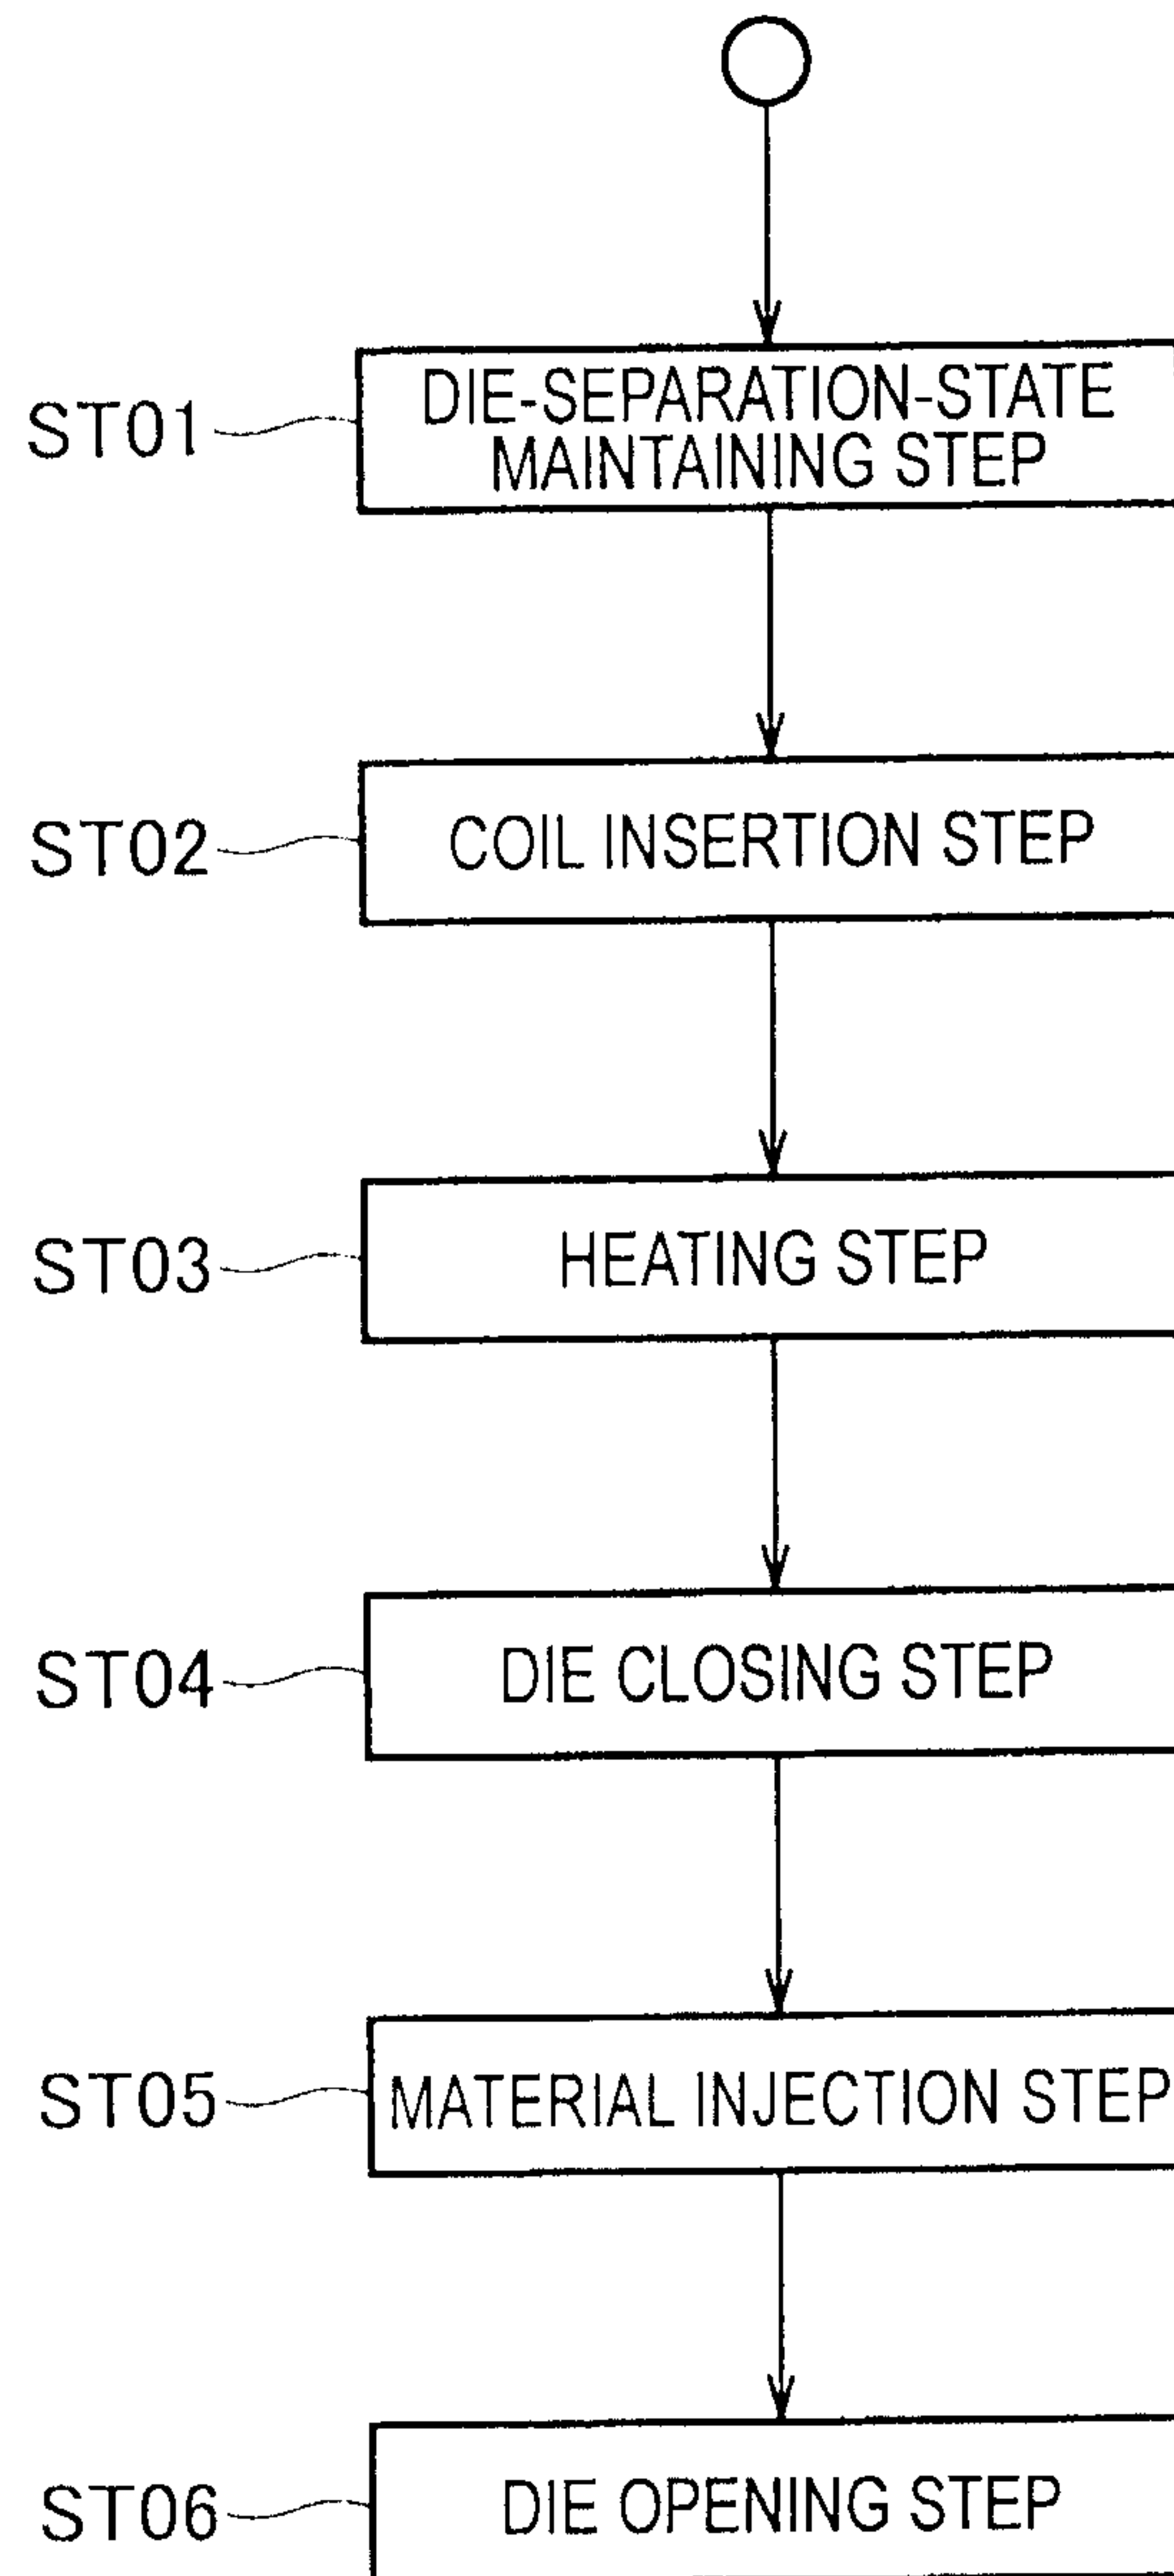 ST01
DIE-SEPARATION-STATE
MAINTAINING STEP
ST02
COIL INSERTION STEP
ST03
HEATING STEP
ST04
DIE CLOSING STEP
ST05
MATERIAL INJECTION STEP
ST06
DIE OPENING STEP